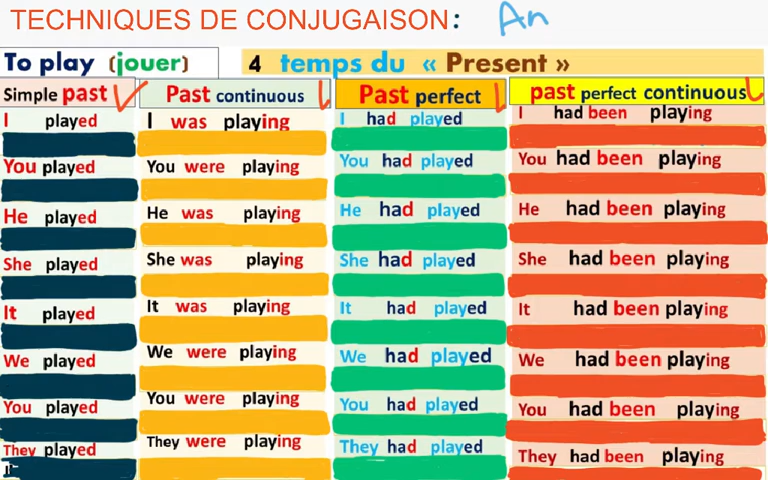 TECHNIQUES DE CONJUGAISON: An
To play (jouer) 4 temps du « Present »
Simple past Past continuous Past perfect past perfect continuous
I played I was playing I had played I had been playing
You played You were playing You had played You had been playing
He played He was playing He had played He had been playing
She played She was playing She had played She had been playing
It played It was playing It had played It had been playing
We played We were playing We had played We had been playing
You played You were playing You had played You had been playing
They played They were playing They had played They had been playing